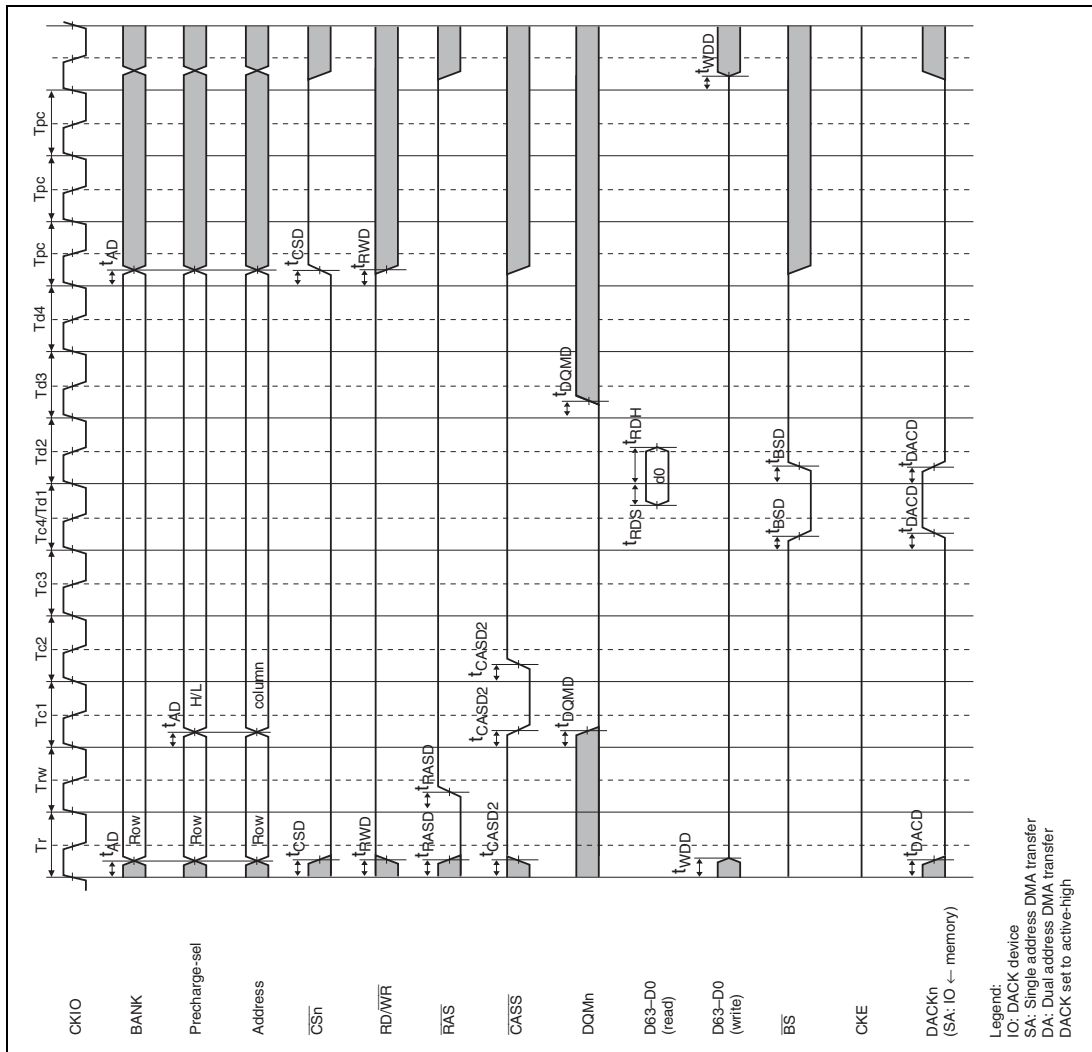 Tr Trw Tc1 Tc2 Tc3 Tc4/Td1 Td2 Td3 Td4 Tpc Tpc Tpc
CKIO
BANK
tAD
Row
tAD
Precharge-sel
Row
tAD
H/L
Address
Row
column
CSn
tCSD
tCSD
RD/WR
tRWD
tRWD
RAS
tRASD
tRASD
CASS
tCASD2
tCASD2
tCASD2
DQMn
tDQMD
tDQMD
D63–D0
(read)
tRDS
d0
tRDH
D63–D0
(write)
tWDD
tWDD
BS
tBSD
tBSD
CKE
DACKn
(SA: IO ← memory)
tDACD
tDACD
tDACD
Legend:
IO: DACK device
SA: Single address DMA transfer
DA: Dual address DMA transfer
DACK set to active-high